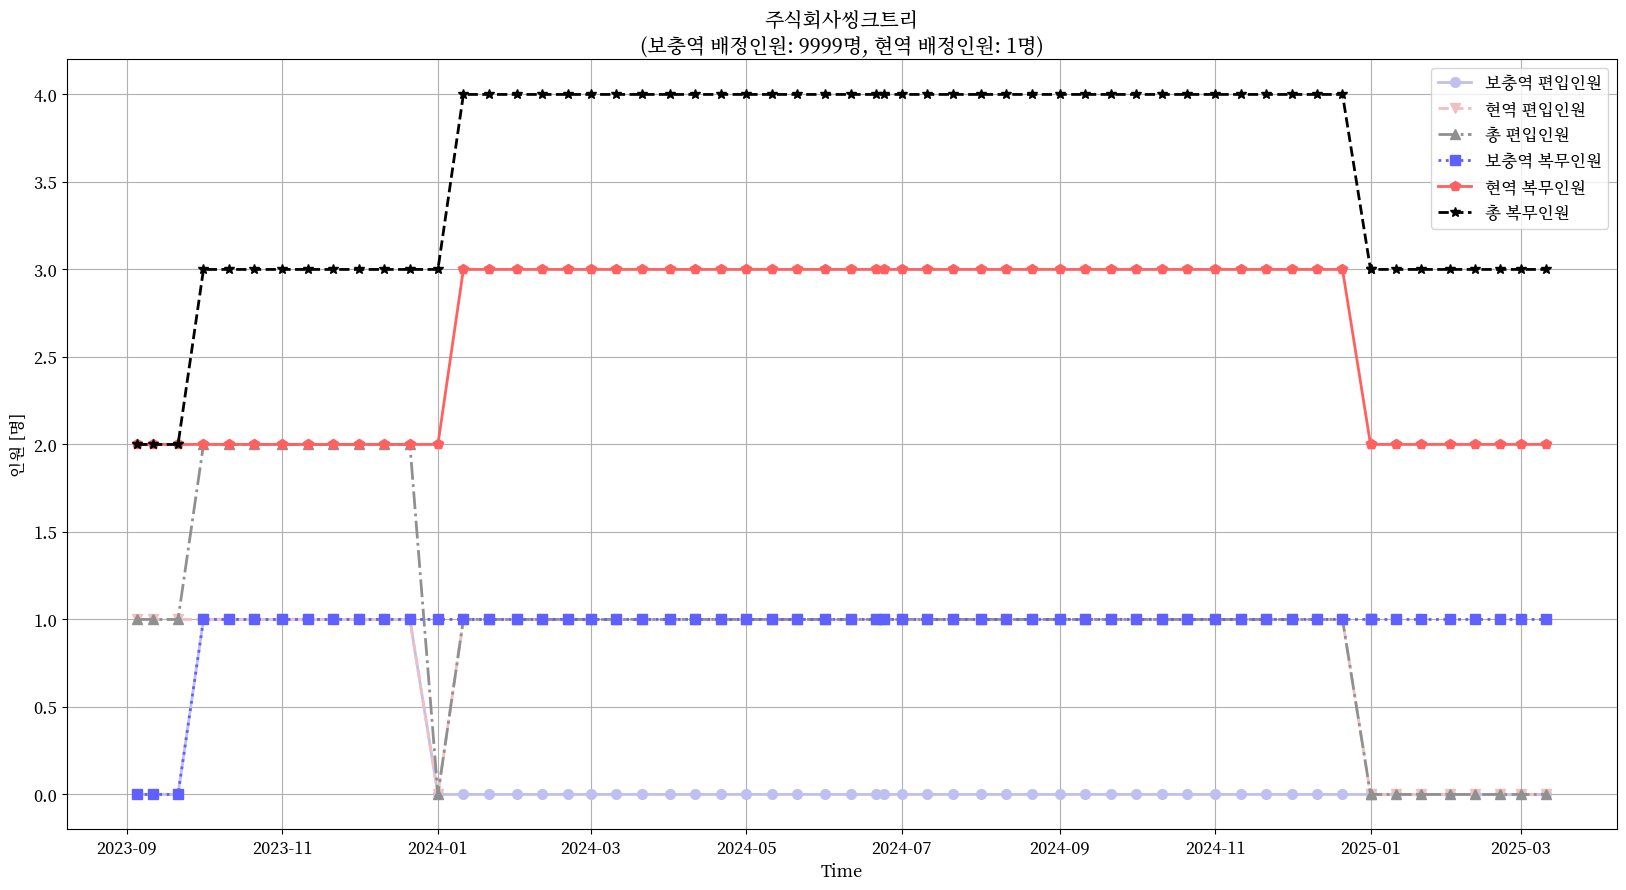 주식회사씽크트리
(보충역 배정인원: 9999명, 현역 배정인원: 1명)
보충역 편입인원
현역 편입인원
총 편입인원
보충역 복무인원
현역 복무인원
총 복무인원
인원 [명]
4.0
3.5
3.0
2.5
2.0
1.5
1.0
0.5
0.0
2023-09
2023-11
2024-01
2024-03
2024-05
2024-07
2024-09
2024-11
2025-01
2025-03
Time